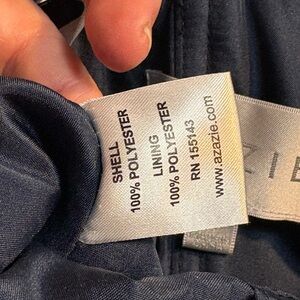 SHELL
100% POLYESTER
LINING
100% POLYESTER
RN 155143
www.azazie.com